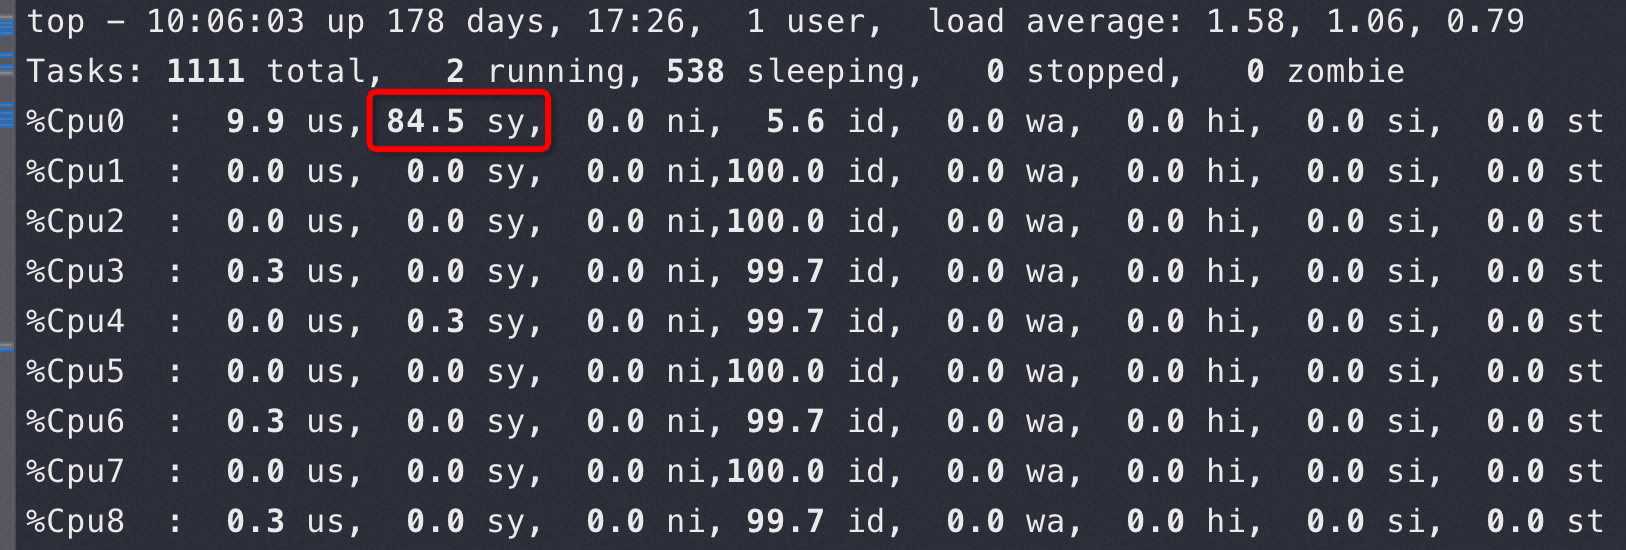 top - 10:06:03 up 178 days, 17:26,  1 user,  load average: 1.58, 1.06, 0.79
Tasks: 1111 total,   2 running, 538 sleeping,   0 stopped,   0 zombie
%Cpu0  :  9.9 us, 84.5 sy,  0.0 ni,  5.6 id,  0.0 wa,  0.0 hi,  0.0 si,  0.0 st
%Cpu1  :  0.0 us,  0.0 sy,  0.0 ni,100.0 id,  0.0 wa,  0.0 hi,  0.0 si,  0.0 st
%Cpu2  :  0.0 us,  0.0 sy,  0.0 ni,100.0 id,  0.0 wa,  0.0 hi,  0.0 si,  0.0 st
%Cpu3  :  0.3 us,  0.0 sy,  0.0 ni, 99.7 id,  0.0 wa,  0.0 hi,  0.0 si,  0.0 st
%Cpu4  :  0.0 us,  0.3 sy,  0.0 ni, 99.7 id,  0.0 wa,  0.0 hi,  0.0 si,  0.0 st
%Cpu5  :  0.0 us,  0.0 sy,  0.0 ni,100.0 id,  0.0 wa,  0.0 hi,  0.0 si,  0.0 st
%Cpu6  :  0.3 us,  0.0 sy,  0.0 ni, 99.7 id,  0.0 wa,  0.0 hi,  0.0 si,  0.0 st
%Cpu7  :  0.0 us,  0.0 sy,  0.0 ni,100.0 id,  0.0 wa,  0.0 hi,  0.0 si,  0.0 st
%Cpu8  :  0.3 us,  0.0 sy,  0.0 ni, 99.7 id,  0.0 wa,  0.0 hi,  0.0 si,  0.0 st